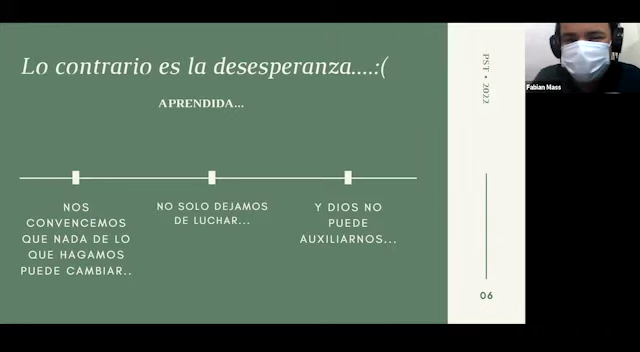 Lo contrario es la desesperanza....:(
APRENDIDA...
NOS
CONVENCEMOS
QUE NADA DE LO
QUE HAGAMOS
PUEDE CAMBIAR..
NO SOLO DEJAMOS
DE LUCHAR...
Y DIOS NO
PUEDE
AUXILIARNOS...
PST • 2022
06
Fabian Mass